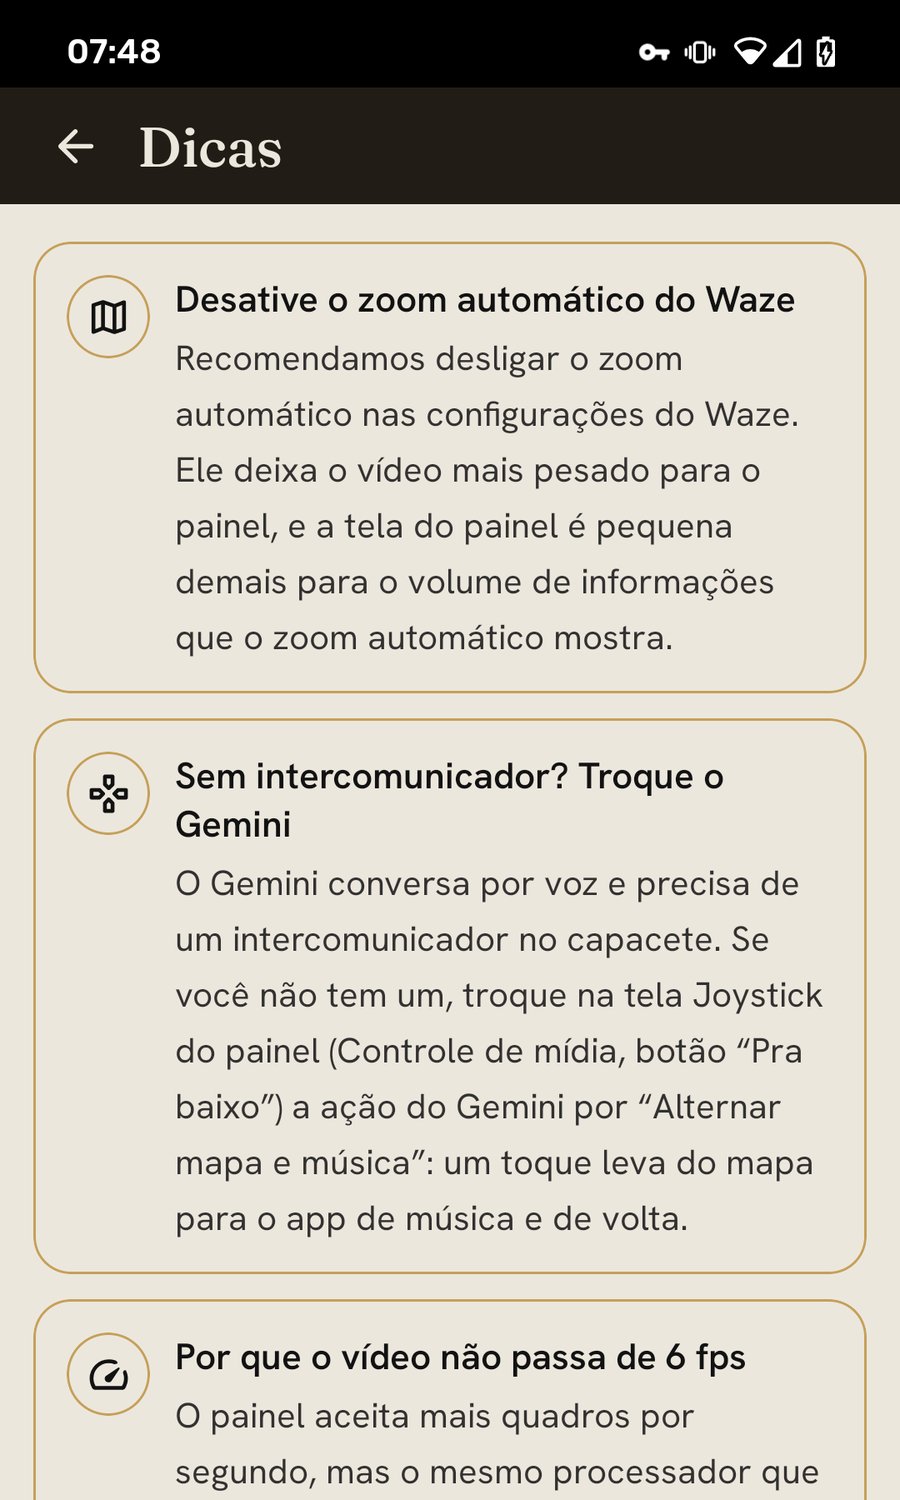 07:48
Dicas
Desative o zoom automático do Waze
Recomendamos desligar o zoom
automático nas configurações do Waze.
Ele deixa o vídeo mais pesado para o
painel, e a tela do painel é pequena
demais para o volume de informações
que o zoom automático mostra.
Sem intercomunicador? Troque o
Gemini
O Gemini conversa por voz e precisa de
um intercomunicador no capacete. Se
você não tem um, troque na tela Joystick
do painel (Controle de mídia, botão “Pra
baixo”) a ação do Gemini por “Alternar
mapa e música”: um toque leva do mapa
para o app de música e de volta.
Por que o vídeo não passa de 6 fps
O painel aceita mais quadros por
segundo, mas o mesmo processador que